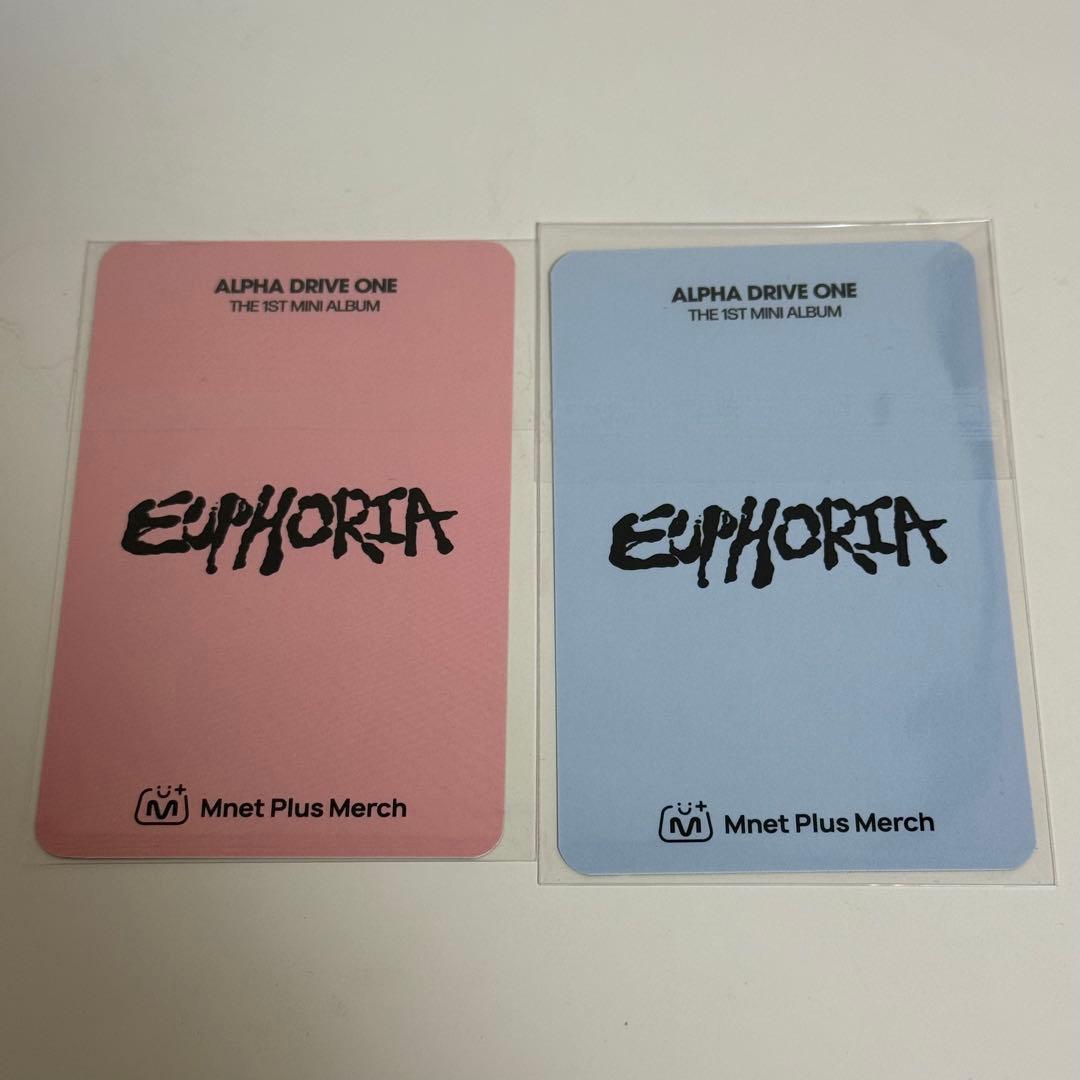 ALPHA DRIVE ONE
THE 1ST MINI ALBUM
EUPHORIA
Mnet Plus Merch
ALPHA DRIVE ONE
THE 1ST MINI ALBUM
EUPHORIA
Mnet Plus Merch